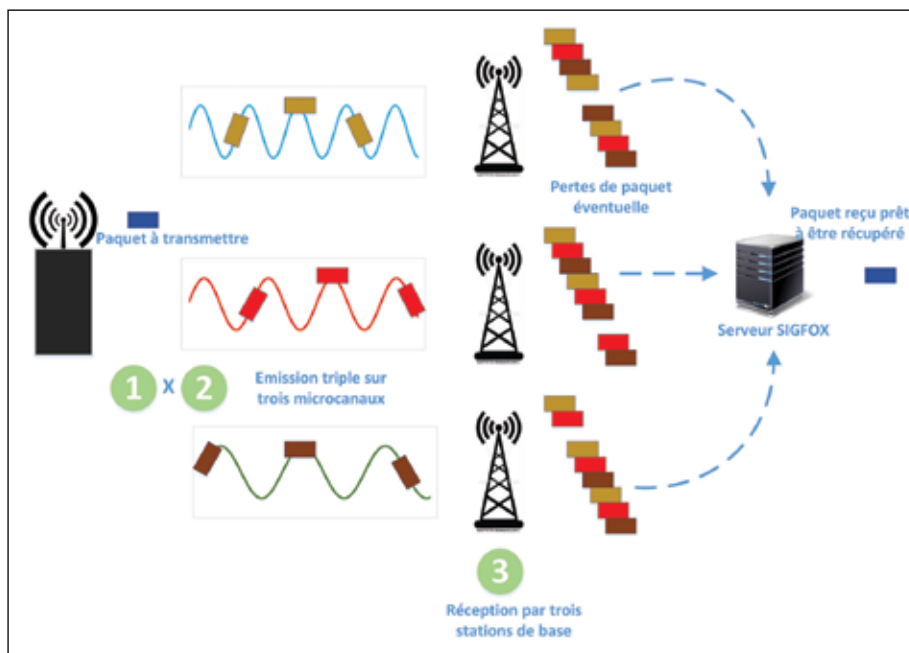 Paquet à transmettre
1 X 2
Emission triple sur
trois microcanaux
Pertes de paquet
éventuelle
3
Réception par trois
stations de base
Paquet reçu prêt
à être récupéré
Serveur SIGFOX